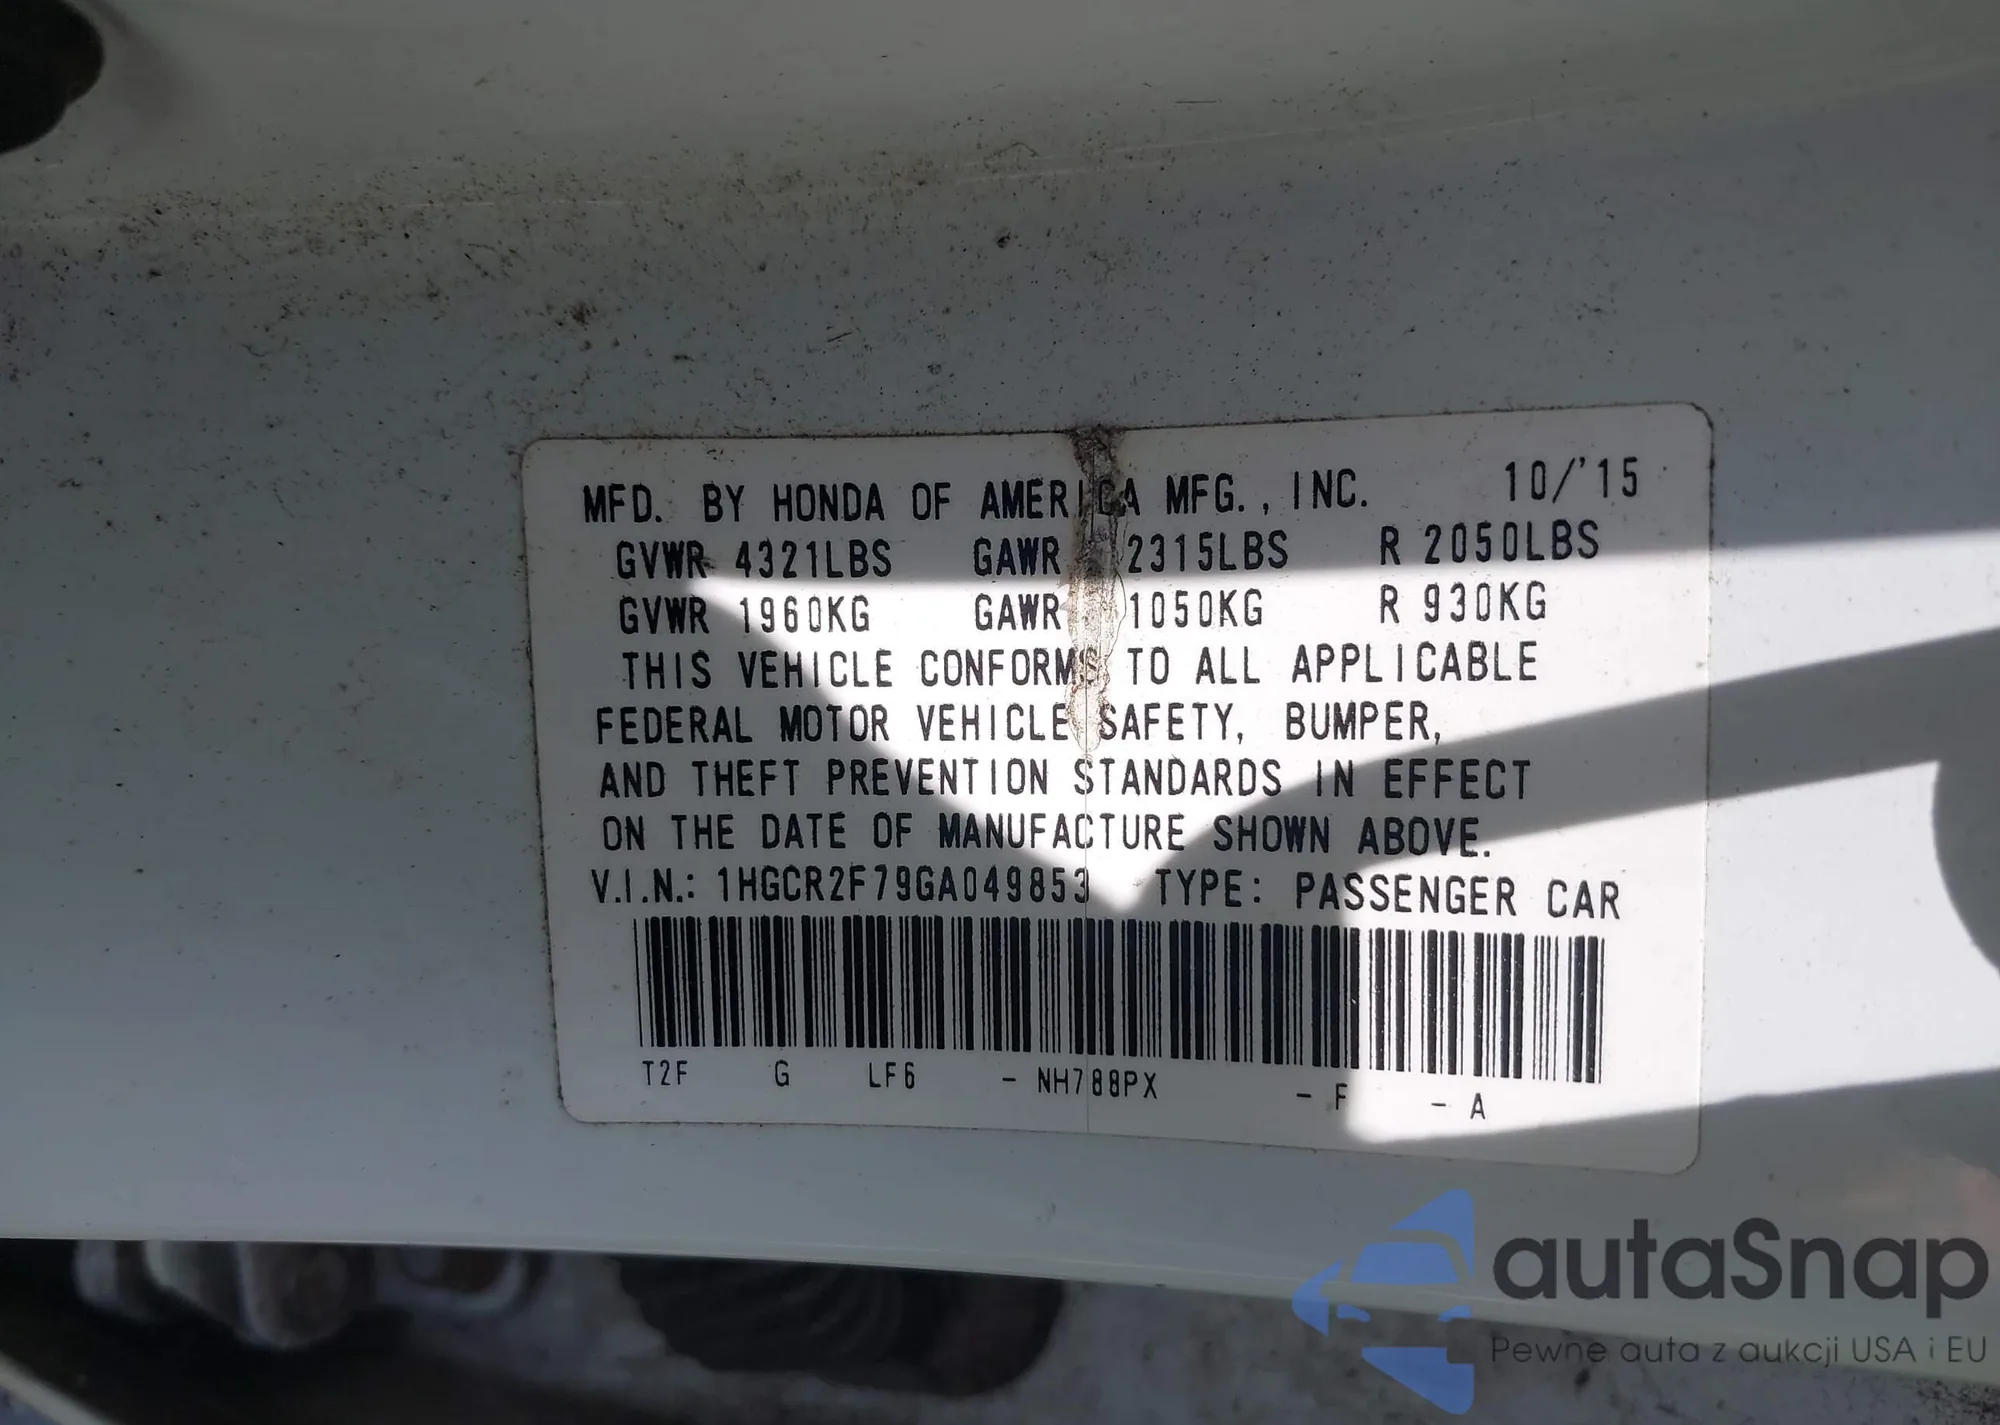 MFD. BY HONDA OF AMERICA MFG., INC. 10/'15
GVWR 4321LBS GAWR 2315LBS R 2050LBS
GVWR 1960KG GAWR 1050KG R 930KG
THIS VEHICLE CONFORMS TO ALL APPLICABLE
FEDERAL MOTOR VEHICLE SAFETY, BUMPER,
AND THEFT PREVENTION STANDARDS IN EFFECT
ON THE DATE OF MANUFACTURE SHOWN ABOVE.
V.I.N.: 1HGCR2F79GA049853 TYPE: PASSENGER CAR
T2F G LF6 - NH788PX - F - A
autaSnap
Pewne auta z aukcji USA i EU